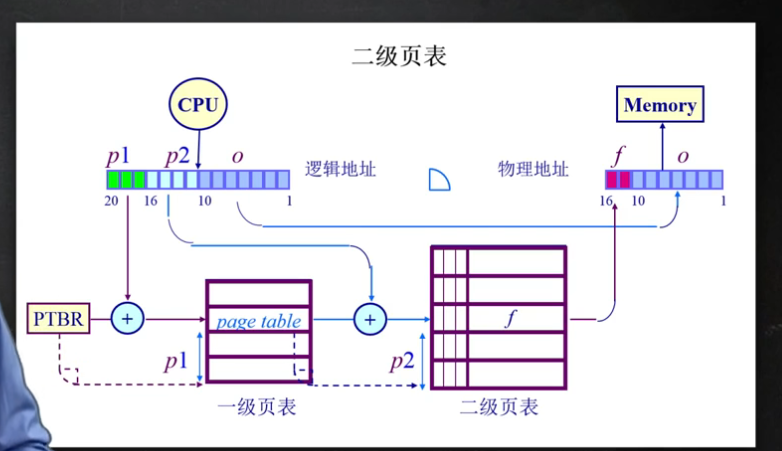 二级页表
CPU
Memory
p1 p2 o
逻辑地址
物理地址
f o
20 16 10 1
16 10 1
PTBR
+
page table
+
f
p1
p2
一级页表
二级页表